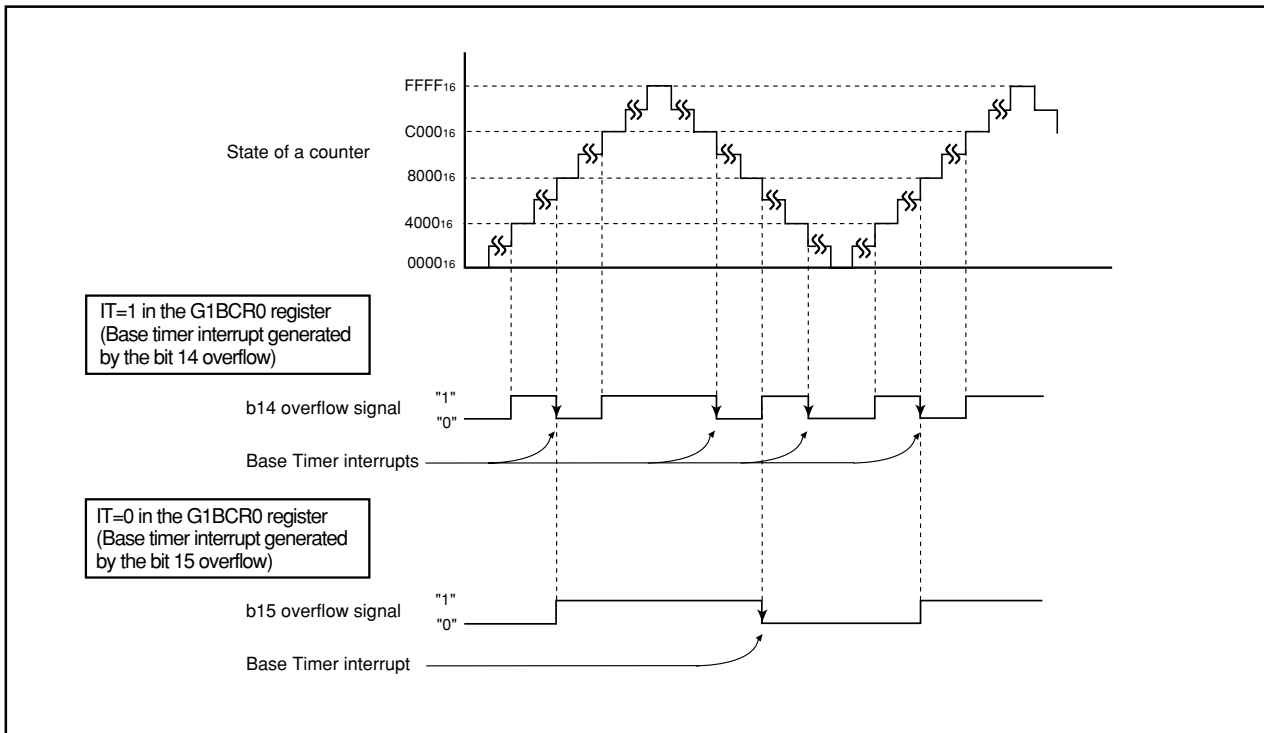 FFFF16
C00016
State of a counter
800016
400016
000016
IT=1 in the G1BCR0 register
(Base timer interrupt generated
by the bit 14 overflow)
b14 overflow signal
"1"
"0"
Base Timer interrupts
IT=0 in the G1BCR0 register
(Base timer interrupt generated
by the bit 15 overflow)
b15 overflow signal
"1"
"0"
Base Timer interrupt